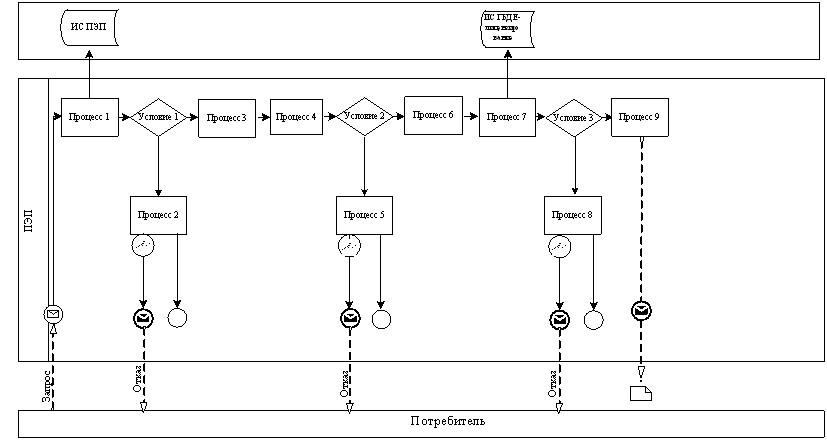 ИС ПЭП
ПЭП
Процесс 1
Условие 1
Процесс 3
Процесс 4
Условие 2
Процесс 6
Процесс 7
Условие 3
Процесс 9
Процесс 2
Процесс 5
Процесс 8
Запрос
Отказ
Отказ
Отказ
Потребитель